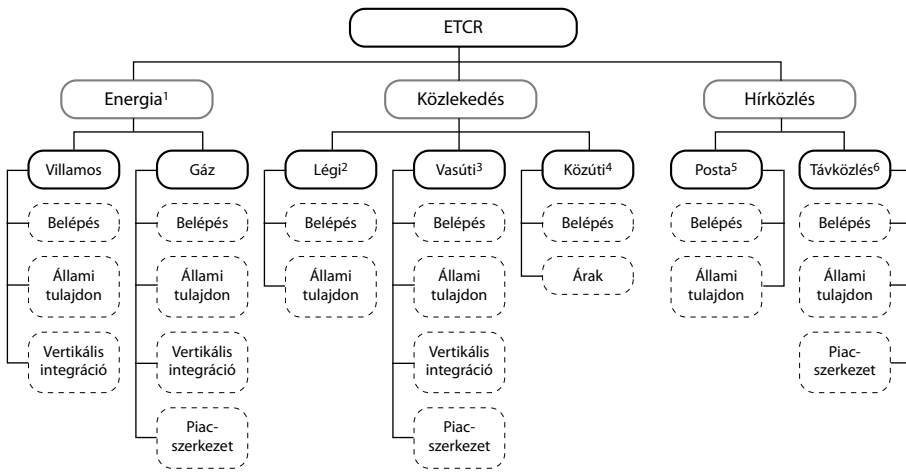 ETCR
Energia¹
Közlekedés
Hírközlés
Villamos
Gáz
Légi²
Vasúti³
Közúti⁴
Posta⁵
Távközlés⁶
Belépés
Belépés
Belépés
Belépés
Belépés
Belépés
Belépés
Állami
tulajdon
Állami
tulajdon
Állami
tulajdon
Állami
tulajdon
Árak
Állami
tulajdon
Állami
tulajdon
Vertikális
integráció
Vertikális
integráció
Vertikális
integráció
Piac-
szerkezet
Piac-
szerkezet
Piac-
szerkezet